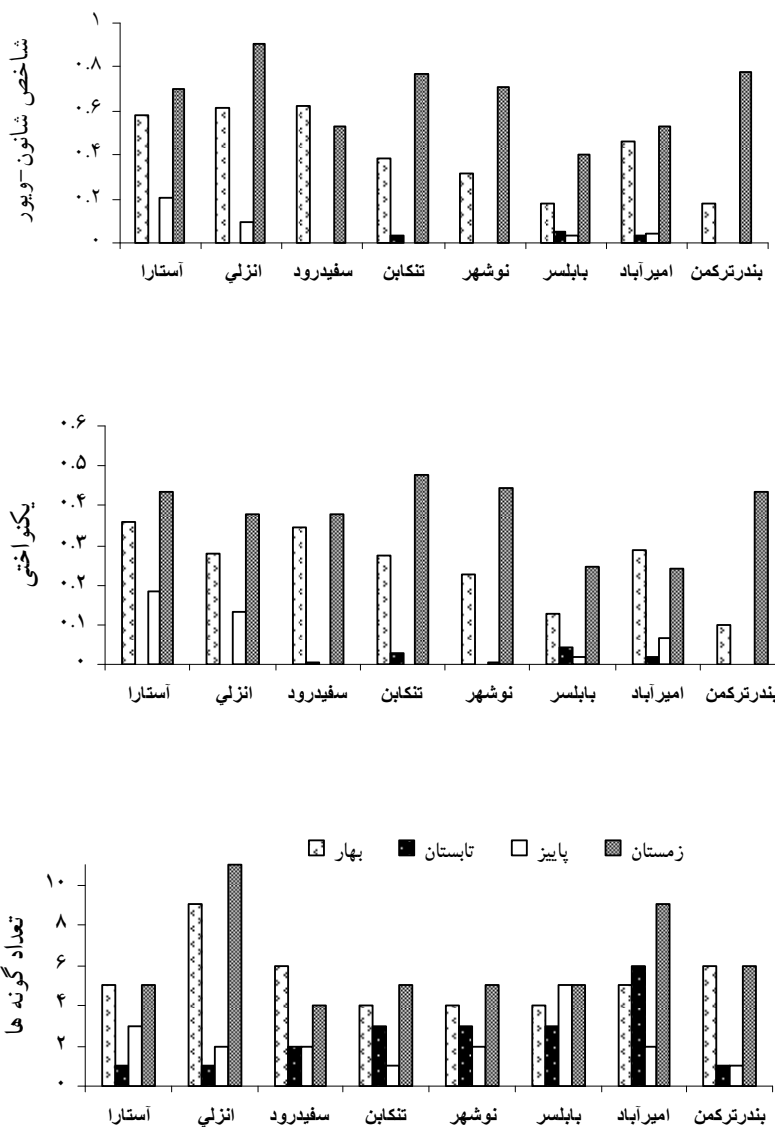 شاخص شانون-ویور
۱
۰.۸
۰.۶
۰.۴
۰.۲
۰
آستارا انزلي سفيدرود تنكابن نوشهر بابلسر اميرآباد بندرتركمن
یکنواختی
۰.۶
۰.۵
۰.۴
۰.۳
۰.۲
۰.۱
۰
آستارا انزلي سفيدرود تنكابن نوشهر بابلسر اميرآباد بندرتركمن
بهار تابستان پاییز زمستان
تعداد گونه ها
۱۰
۸
۶
۴
۲
۰
آستارا انزلي سفيدرود تنكابن نوشهر بابلسر اميرآباد بندرتركمن